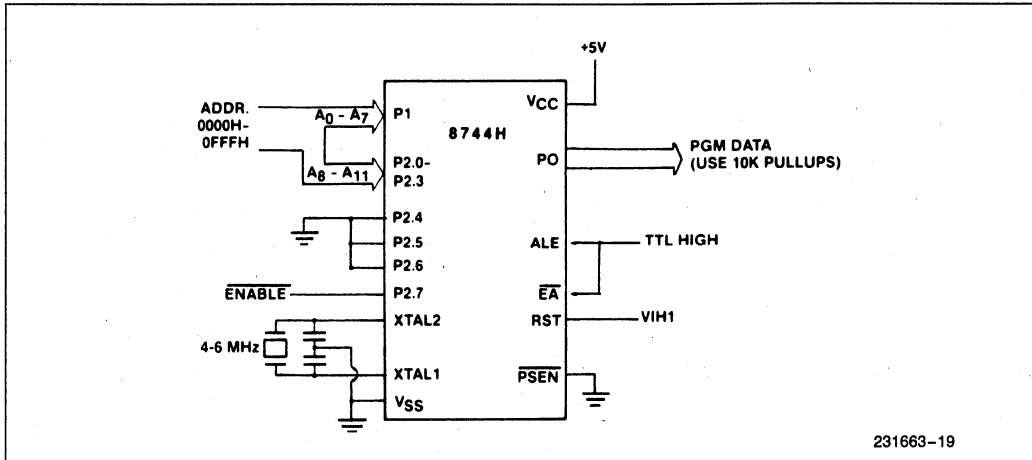 +5V
ADDR.
0000H-
0FFFH
A0 - A7
A8 - A11
P1
P2.0-
P2.3
P2.4
P2.5
P2.6
ENABLE
P2.7
4-6 MHz
XTAL2
XTAL1
VSS
8744H
VCC
PO
PGM DATA
(USE 10K PULLUPS)
ALE
TTL HIGH
EA
RST
VIH1
PSEN
231663-19